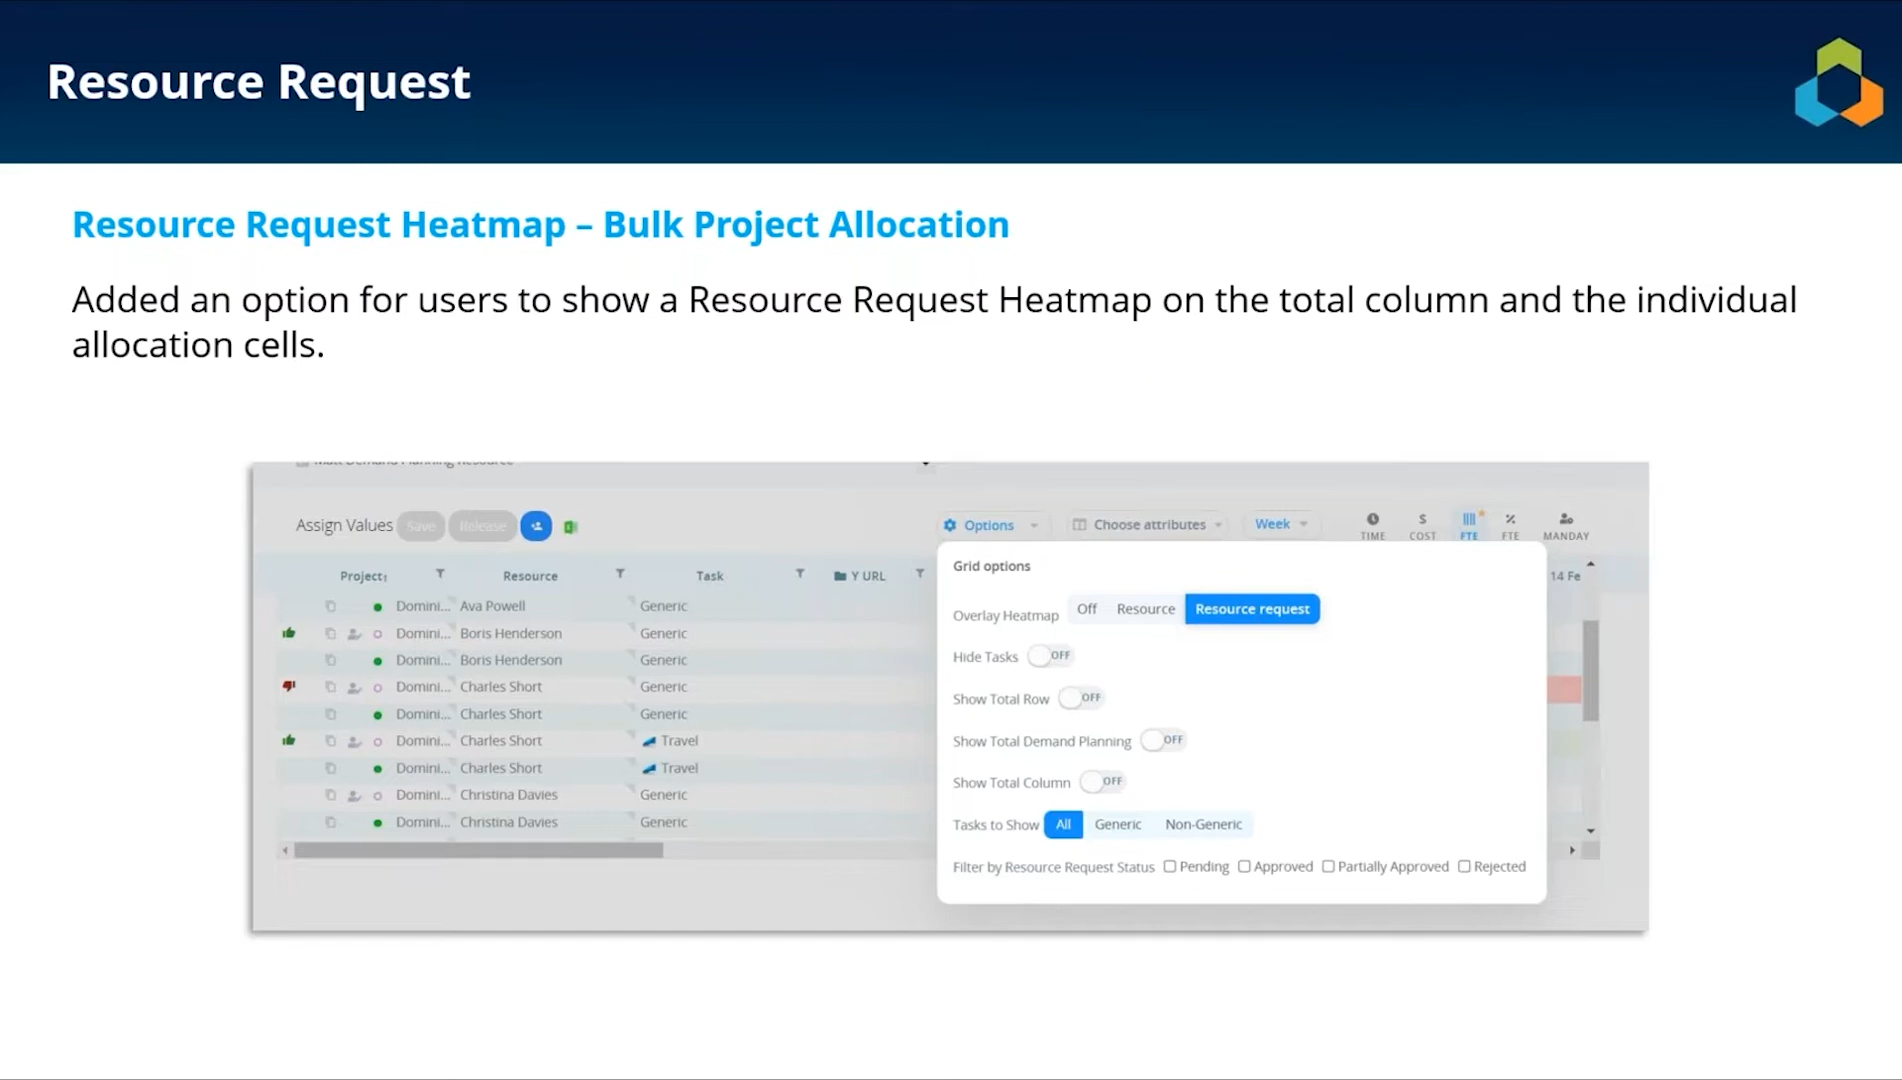 Resource Request
Resource Request Heatmap – Bulk Project Allocation
Added an option for users to show a Resource Request Heatmap on the total column and the individual
allocation cells.
Assign Values Save Release Options Choose attributes Week TIME COST FTE FTE MANDAY
Project Resource Task Y URL 14 Fe
Domini... Ava Powell Generic
Domini... Boris Henderson Generic
Domini... Boris Henderson Generic
Domini... Charles Short Generic
Domini... Charles Short Generic
Domini... Charles Short Travel
Domini... Charles Short Travel
Domini... Christina Davies Generic
Domini... Christina Davies Generic
Grid options
Overlay Heatmap Off Resource Resource request
Hide Tasks OFF
Show Total Row OFF
Show Total Demand Planning OFF
Show Total Column OFF
Tasks to Show All Generic Non-Generic
Filter by Resource Request Status Pending Approved Partially Approved Rejected